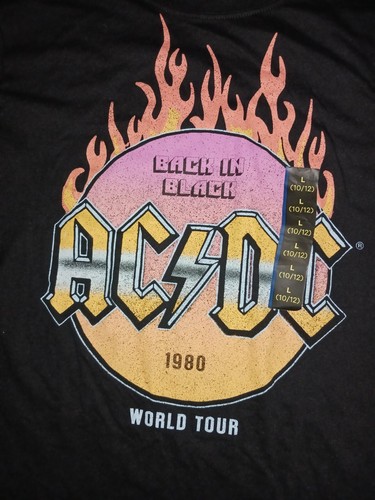 BACK IN
BLACK
AC/DC
®
1980
WORLD TOUR
L
(10/12)
L
(10/12)
L
(10/12)
L
(10/12)
L
(10/12)
L
(10/12)